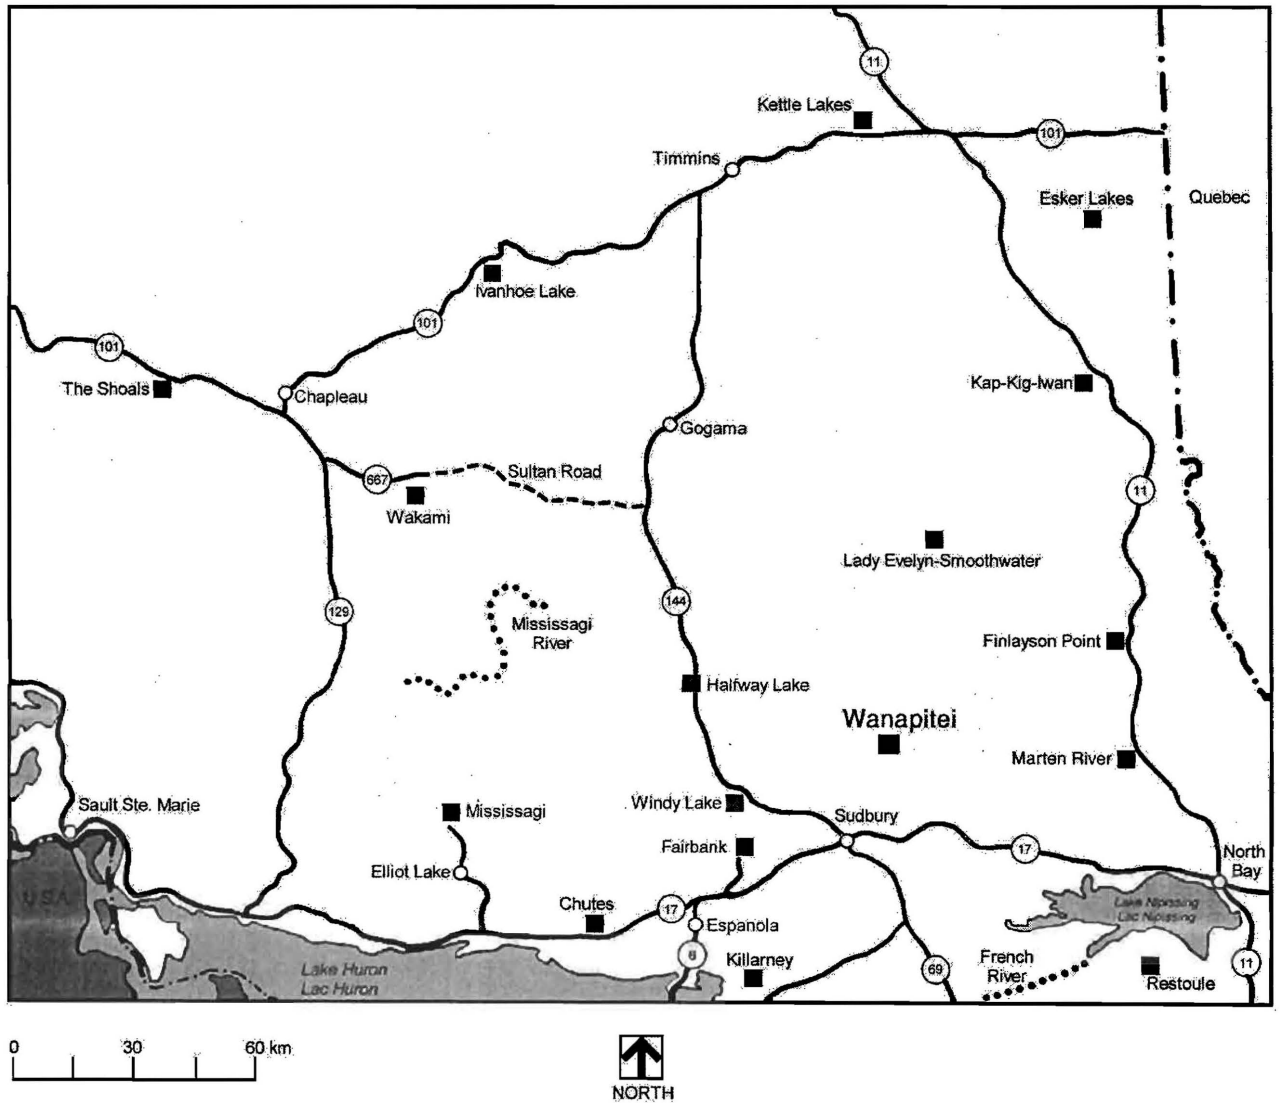 11
Kettle Lakes
101
Timmins
Esker Lakes
Quebec
Ivanhoe Lake
101
101
The Shoals
Chapleau
Kap-Kig-Iwan
Gogama
667
Sultan Road
11
Wakami
Lady Evelyn-Smoothwater
129
144
Mississagi
River
Finlayson Point
Halfway Lake
Wanapitei
Marten River
Sault Ste. Marie
Mississagi
Windy Lake
Sudbury
Fairbank
17
North
Bay
Elliot Lake
U.S.A.
Chutes
17
Espanola
Lake Nipissing
Lac Nipissing
Lake Huron
Lac Huron
6
Killarney
69
French
River
Restoule
11
0 30 60 km
NORTH